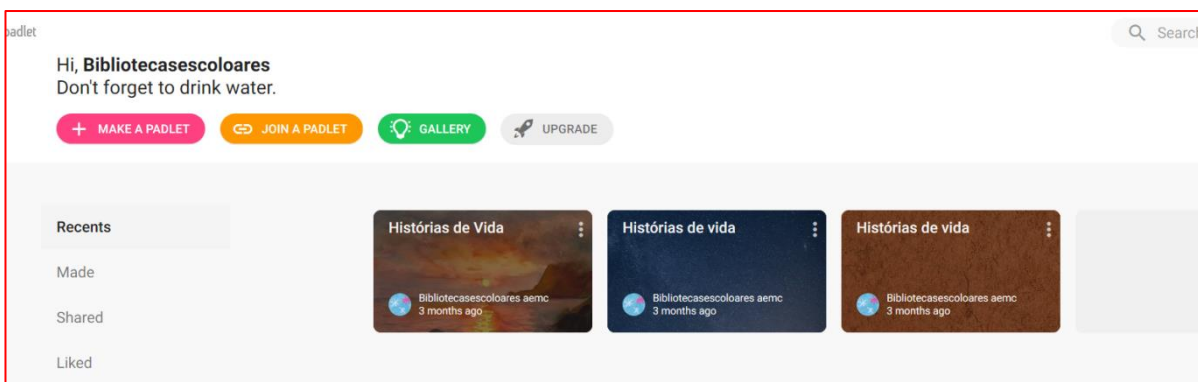 padlet
Search
Hi, Bibliotecasescoloares
Don't forget to drink water.
MAKE A PADLET
JOIN A PADLET
GALLERY
UPGRADE
Recents
Made
Shared
Liked
Histórias de Vida
Bibliotecasescoloares aemc
3 months ago
Histórias de vida
Bibliotecasescoloares aemc
3 months ago
Histórias de vida
Bibliotecasescoloares aemc
3 months ago